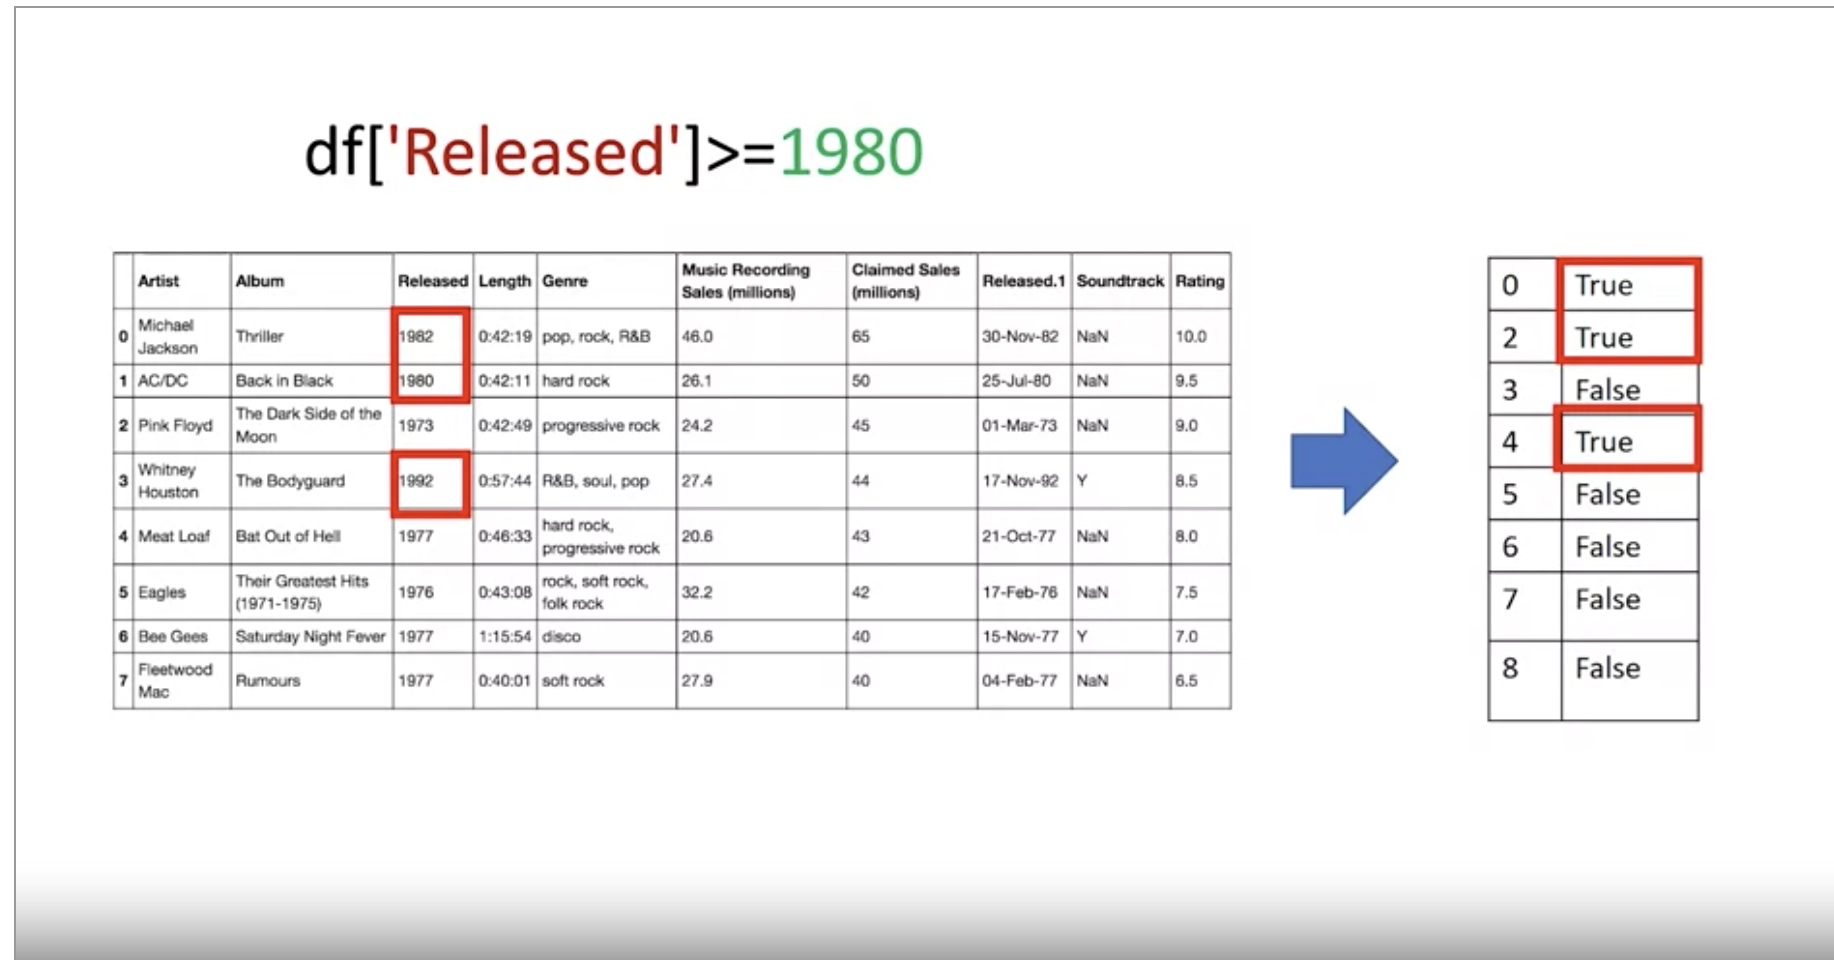 df['Released']>=1980
Artist Album Released Length Genre Music Recording Sales (millions) Claimed Sales (millions) Released.1 Soundtrack Rating
0 Michael Jackson Thriller 1982 0:42:19 pop, rock, R&B 46.0 65 30-Nov-82 NaN 10.0
1 AC/DC Back in Black 1980 0:42:11 hard rock 26.1 50 25-Jul-80 NaN 9.5
2 Pink Floyd The Dark Side of the Moon 1973 0:42:49 progressive rock 24.2 45 01-Mar-73 NaN 9.0
3 Whitney Houston The Bodyguard 1992 0:57:44 R&B, soul, pop 27.4 44 17-Nov-92 Y 8.5
4 Meat Loaf Bat Out of Hell 1977 0:46:33 hard rock, progressive rock 20.6 43 21-Oct-77 NaN 8.0
5 Eagles Their Greatest Hits (1971-1975) 1976 0:43:08 rock, soft rock, folk rock 32.2 42 17-Feb-76 NaN 7.5
6 Bee Gees Saturday Night Fever 1977 1:15:54 disco 20.6 40 15-Nov-77 Y 7.0
7 Fleetwood Mac Rumours 1977 0:40:01 soft rock 27.9 40 04-Feb-77 NaN 6.5
0 True
2 True
3 False
4 True
5 False
6 False
7 False
8 False